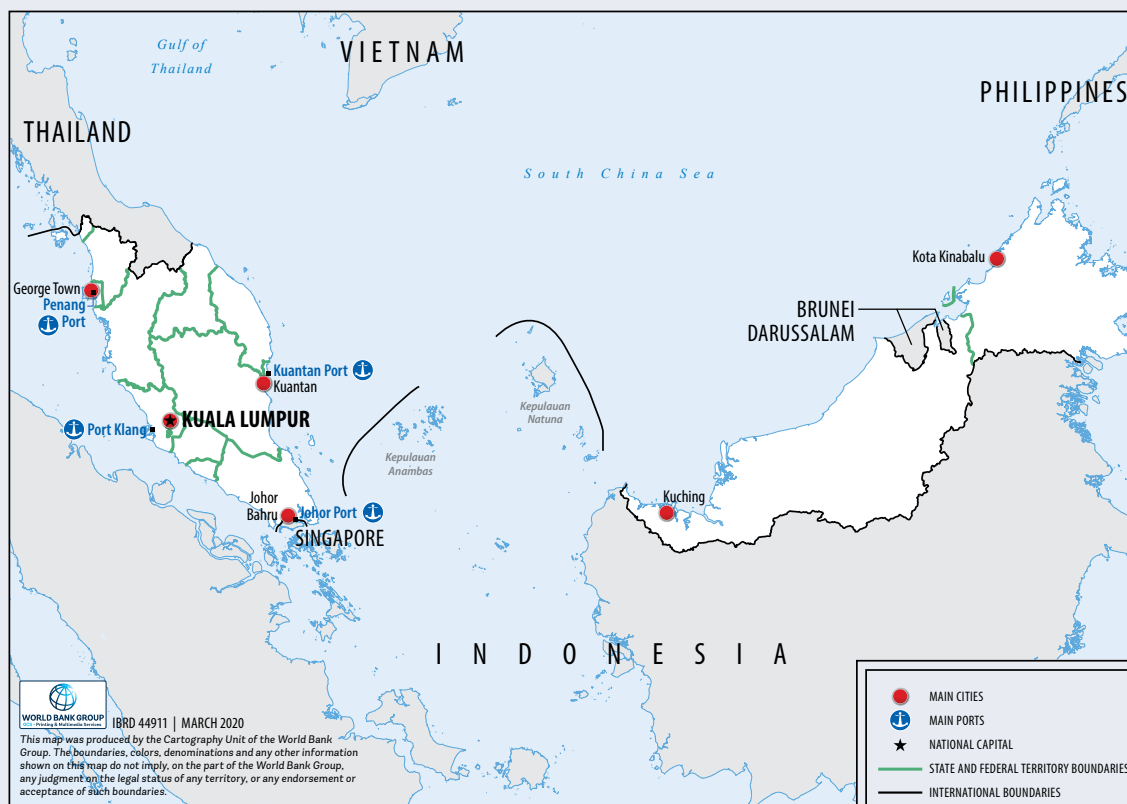 Gulf of
Thailand
VIETNAM
PHILIPPINES
THAILAND
South China Sea
Kota Kinabalu
George Town
Penang
Port
BRUNEI
DARUSSALAM
Kuantan Port
Kuantan
Kepulauan
Natuna
KUALA LUMPUR
Port Klang
Kepulauan
Anambas
Kuching
Johor
Bahru
Johor Port
SINGAPORE
INDONESIA
WORLD BANK GROUP
GCS - Printing & Multimedia Services
IBRD 44911 | MARCH 2020
This map was produced by the Cartography Unit of the World Bank
Group. The boundaries, colors, denominations and any other information
shown on this map do not imply, on the part of the World Bank Group,
any judgment on the legal status of any territory, or any endorsement or
acceptance of such boundaries.
MAIN CITIES
MAIN PORTS
NATIONAL CAPITAL
STATE AND FEDERAL TERRITORY BOUNDARIES
INTERNATIONAL BOUNDARIES